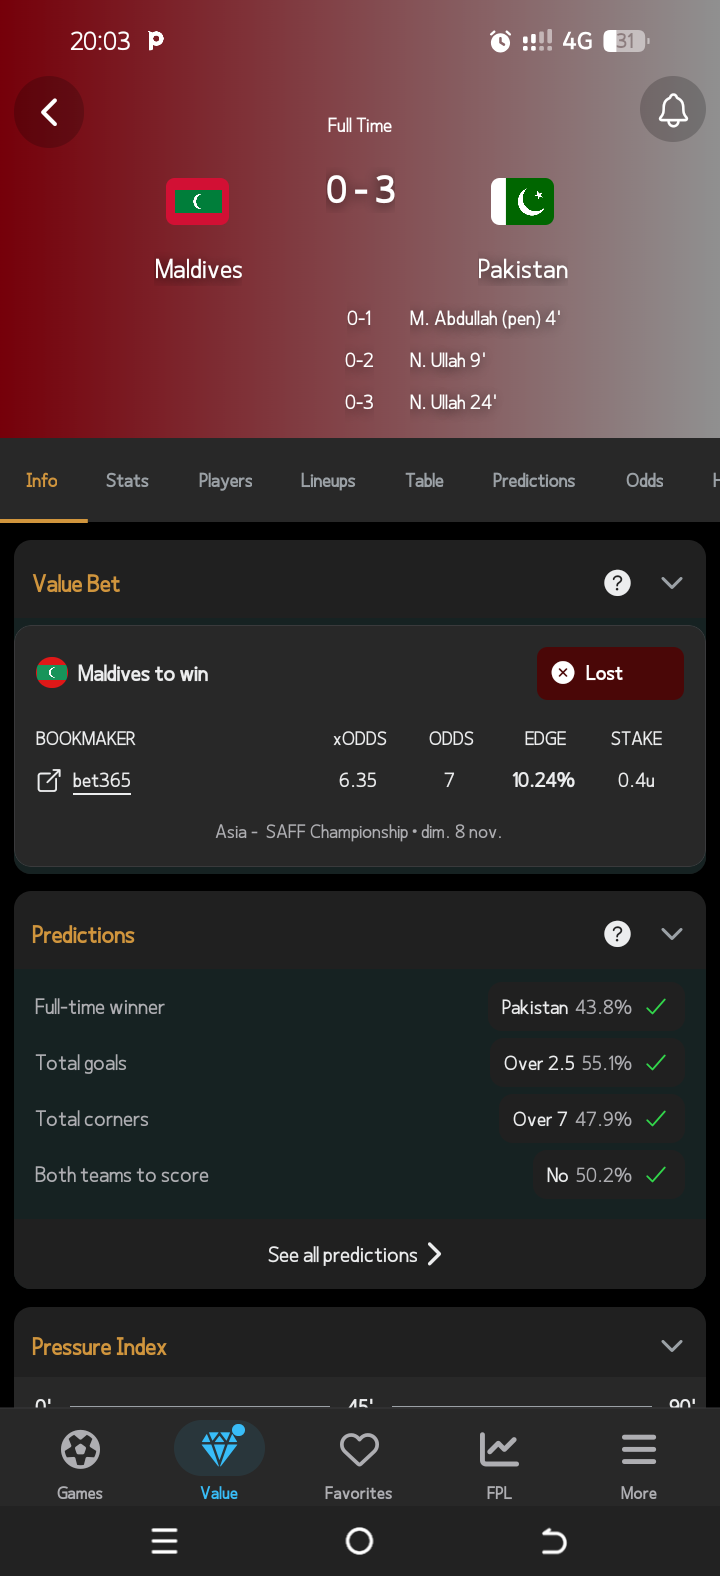 20:03 4G 31
Full Time
0 - 3
Maldives Pakistan
0-1 M. Abdullah (pen) 4'
0-2 N. Ullah 9'
0-3 N. Ullah 24'
Info Stats Players Lineups Table Predictions Odds H
Value Bet ?
Maldives to win Lost
BOOKMAKER xODDS ODDS EDGE STAKE
bet365 6.35 7 10.24% 0.4u
Asia - SAFF Championship • dim. 8 nov.
Predictions ?
Full-time winner Pakistan 43.8%
Total goals Over 2.5 55.1%
Total corners Over 7 47.9%
Both teams to score No 50.2%
See all predictions
Pressure Index
0' 45' 90'
Games Value Favorites FPL More